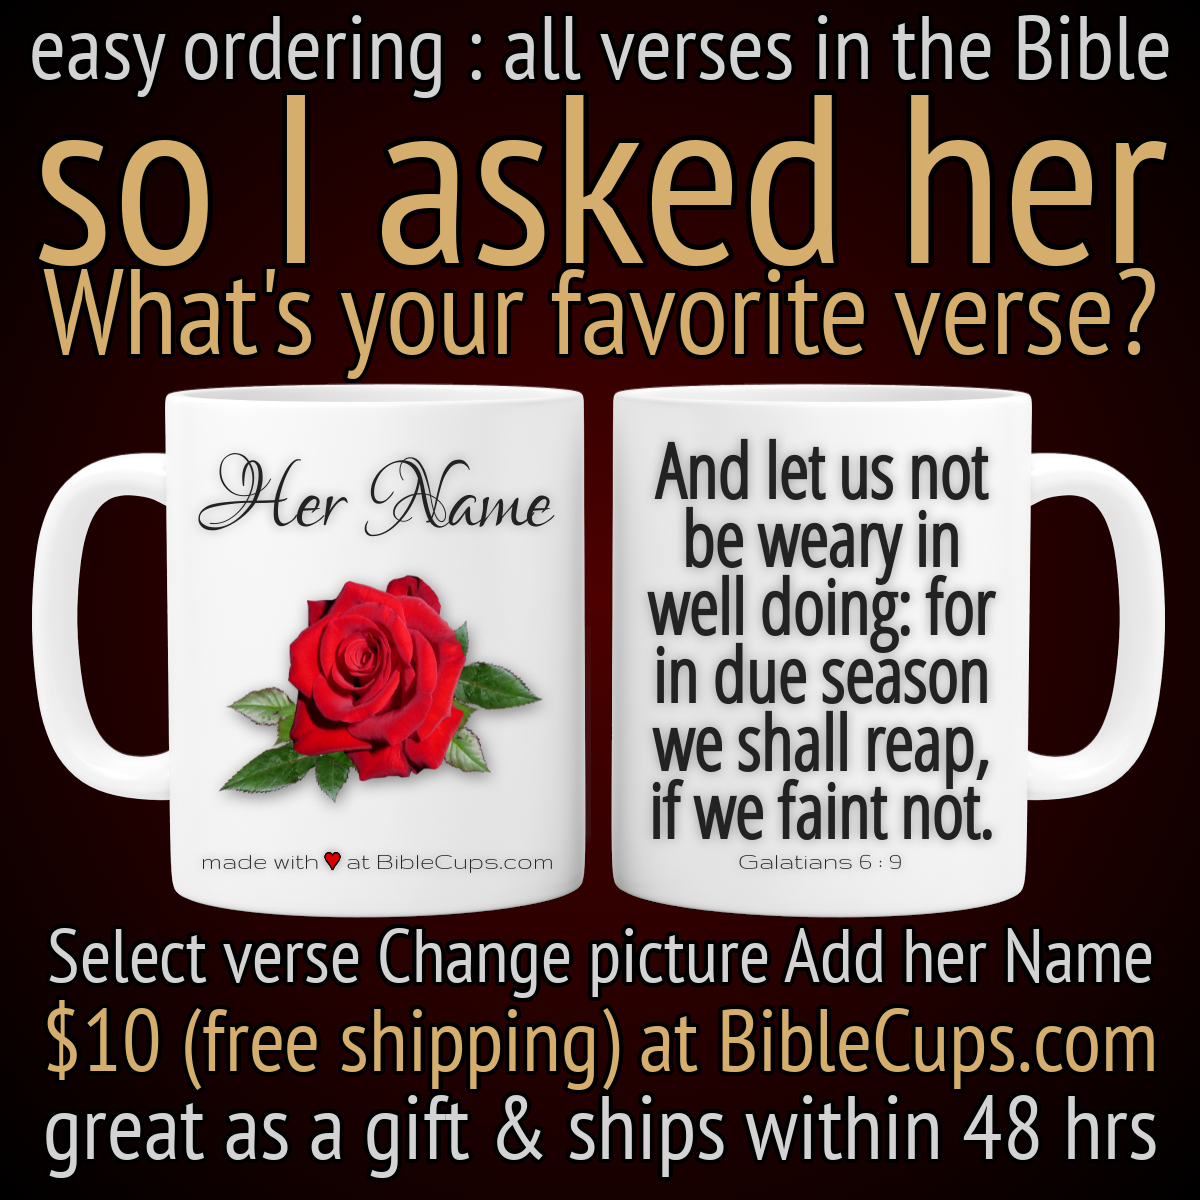 easy ordering : all verses in the Bible
so I asked her
What's your favorite verse?
Her Name
made with ♥ at BibleCups.com
And let us not
be weary in
well doing: for
in due season
we shall reap,
if we faint not.
Galatians 6 : 9
Select verse Change picture Add her Name
$10 (free shipping) at BibleCups.com
great as a gift & ships within 48 hrs